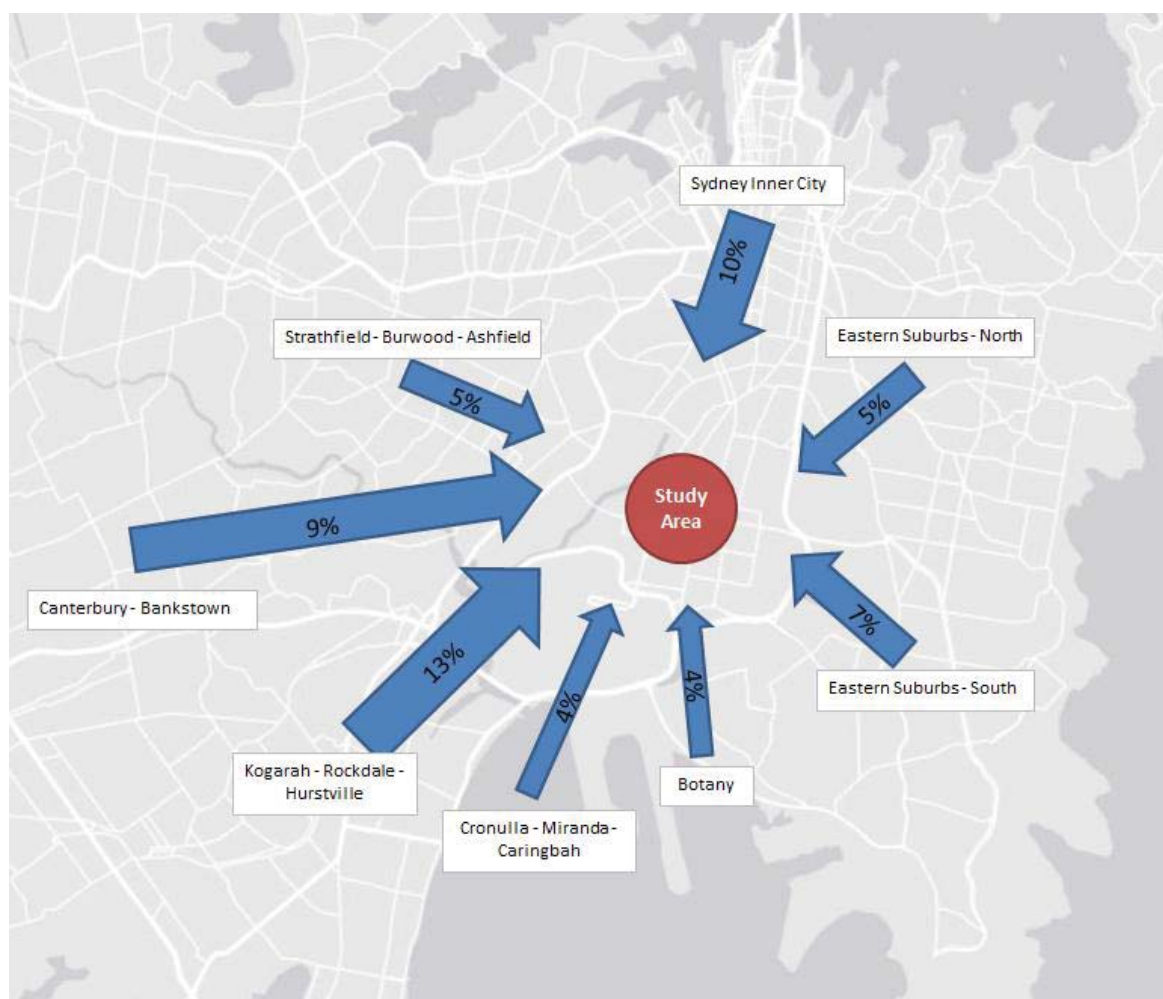 Sydney Inner City
10%
Strathfield - Burwood - Ashfield
5%
Eastern Suburbs - North
5%
Study
Area
9%
Canterbury - Bankstown
13%
Kogarah - Rockdale -
Hurstville
4%
Cronulla - Miranda-
Caringbah
4%
Botany
7%
Eastern Suburbs - South